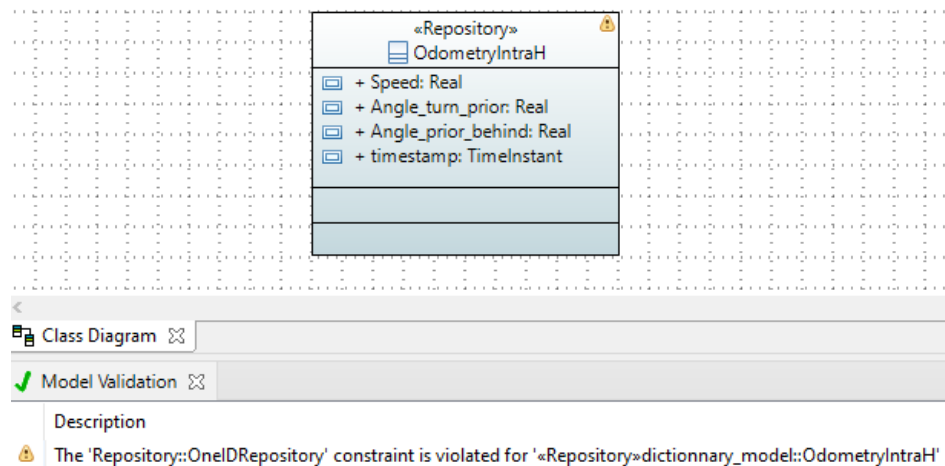 «Repository»
OdometryIntraH
+ Speed: Real
+ Angle_turn_prior: Real
+ Angle_prior_behind: Real
+ timestamp: TimeInstant
Class Diagram
Model Validation
Description
The 'Repository::OneIDRepository' constraint is violated for '«Repository»dictionnary_model::OdometryIntraH'